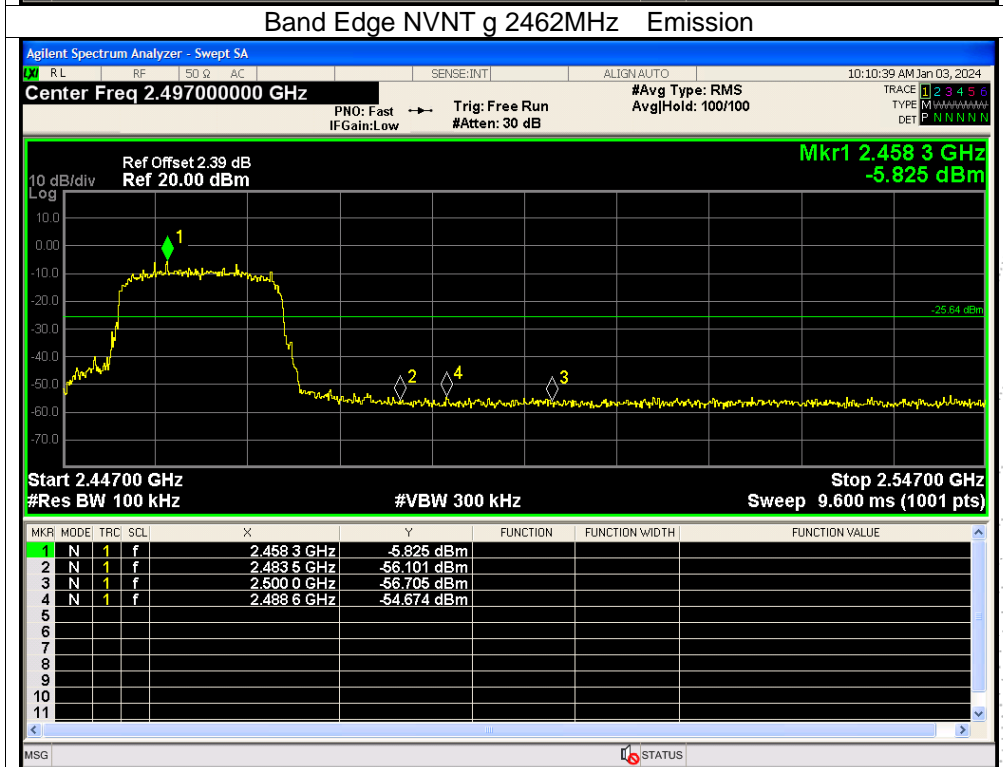 Band Edge NVNT g 2462MHz Emission
Agilent Spectrum Analyzer - Swept SA
LXI RL RF 50 Ω AC SENSE:INT ALIGN AUTO 10:10:39 AM Jan 03, 2024
Center Freq 2.497000000 GHz #Avg Type: RMS TRACE 1 2 3 4 5 6
PNO: Fast Trig: Free Run Avg|Hold: 100/100 TYPE M
IFGain:Low #Atten: 30 dB DET P N N N N N
Mkr1 2.458 3 GHz
-5.825 dBm
Ref Offset 2.39 dB
10 dB/div Ref 20.00 dBm
Log
10.0
0.00
-10.0
-20.0
-30.0
-40.0
-50.0
-60.0
-70.0
1
-25.64 dBm
2 4 3
Start 2.44700 GHz Stop 2.54700 GHz
#Res BW 100 kHz #VBW 300 kHz Sweep 9.600 ms (1001 pts)
MKR MODE TRC SCL X Y FUNCTION FUNCTION WIDTH FUNCTION VALUE
1 N 1 f 2.458 3 GHz -5.825 dBm
2 N 1 f 2.483 5 GHz -56.101 dBm
3 N 1 f 2.500 0 GHz -56.705 dBm
4 N 1 f 2.488 6 GHz -54.674 dBm
5
6
7
8
9
10
11
MSG STATUS